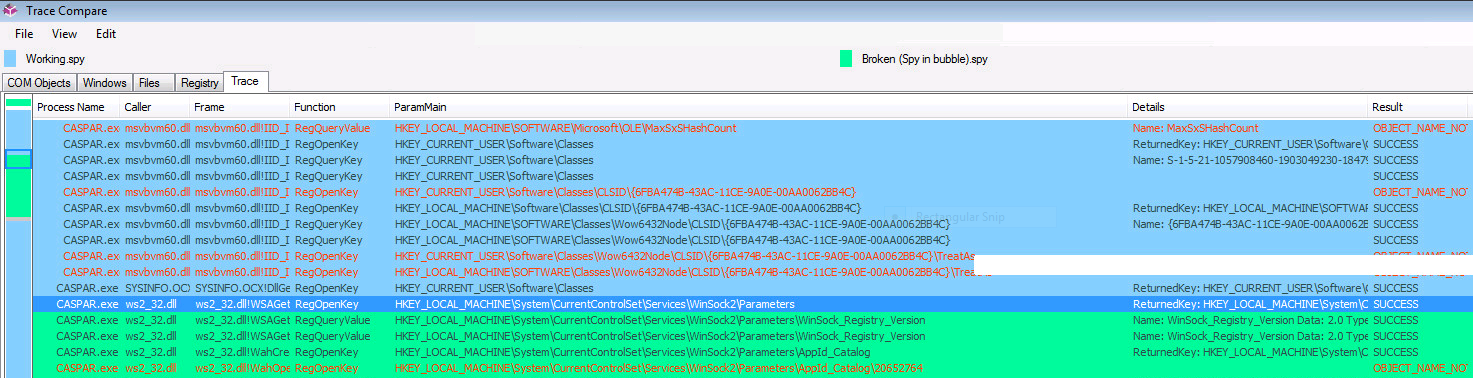 Trace Compare
File View Edit
Working.spy Broken (Spy in bubble).spy
COM Objects Windows Files Registry Trace
Process Name Caller Frame Function ParamMain Details Result
CASPAR.ex msvbvm60.dll msvbvm60.dll!IID_I RegQueryValue HKEY_LOCAL_MACHINE\SOFTWARE\Microsoft\OLE\MaxSxSHashCount Name: MaxSxSHashCount OBJECT_NAME_NOT
CASPAR.ex msvbvm60.dll msvbvm60.dll!IID_I RegOpenKey HKEY_CURRENT_USER\Software\Classes ReturnedKey: HKEY_CURRENT_USER\Software\C SUCCESS
CASPAR.ex msvbvm60.dll msvbvm60.dll!IID_I RegQueryKey HKEY_CURRENT_USER\Software\Classes Name: S-1-5-21-1057908460-1903049230-18479 SUCCESS
CASPAR.ex msvbvm60.dll msvbvm60.dll!IID_I RegQueryKey HKEY_CURRENT_USER\Software\Classes SUCCESS
CASPAR.ex msvbvm60.dll msvbvm60.dll!IID_I RegOpenKey HKEY_CURRENT_USER\Software\Classes\CLSID\{6FBA474B-43AC-11CE-9A0E-00AA0062BB4C} OBJECT_NAME_NOT
CASPAR.ex msvbvm60.dll msvbvm60.dll!IID_I RegOpenKey HKEY_LOCAL_MACHINE\Software\Classes\CLSID\{6FBA474B-43AC-11CE-9A0E-00AA0062BB4C} ReturnedKey: HKEY_LOCAL_MACHINE\SOFTWAR SUCCESS
Rectangular Snip
CASPAR.ex msvbvm60.dll msvbvm60.dll!IID_I RegQueryKey HKEY_LOCAL_MACHINE\Software\Classes\Wow6432Node\CLSID\{6FBA474B-43AC-11CE-9A0E-00AA0062BB4C} Name: {6FBA474B-43AC-11CE-9A0E-00AA0062BB SUCCESS
CASPAR.ex msvbvm60.dll msvbvm60.dll!IID_I RegQueryKey HKEY_LOCAL_MACHINE\Software\Classes\Wow6432Node\CLSID\{6FBA474B-43AC-11CE-9A0E-00AA0062BB4C} SUCCESS
CASPAR.ex msvbvm60.dll msvbvm60.dll!IID_I RegOpenKey HKEY_CURRENT_USER\Software\Classes\Wow6432Node\CLSID\{6FBA474B-43AC-11CE-9A0E-00AA0062BB4C}\TreatAs
CASPAR.ex msvbvm60.dll msvbvm60.dll!IID_I RegOpenKey HKEY_LOCAL_MACHINE\Software\Classes\Wow6432Node\CLSID\{6FBA474B-43AC-11CE-9A0E-00AA0062BB4C}
CASPAR.ex SYSINFO.OCX SYSINFO.OCX!DllGe RegOpenKey HKEY_CURRENT_USER\Software\Classes ReturnedKey: HKEY_CURRENT_USER\Software\C SUCCESS
CASPAR.exe ws2_32.dll ws2_32.dll!WSAGet RegOpenKey HKEY_LOCAL_MACHINE\System\CurrentControlSet\Services\WinSock2\Parameters ReturnedKey: HKEY_LOCAL_MACHINE\System\C SUCCESS
CASPAR.exe ws2_32.dll ws2_32.dll!WSAGet RegQueryValue HKEY_LOCAL_MACHINE\System\CurrentControlSet\Services\WinSock2\Parameters\WinSock_Registry_Version Name: WinSock_Registry_Version Data: 2.0 Type SUCCESS
CASPAR.exe ws2_32.dll ws2_32.dll!WSAGet RegQueryValue HKEY_LOCAL_MACHINE\System\CurrentControlSet\Services\WinSock2\Parameters\WinSock_Registry_Version Name: WinSock_Registry_Version Data: 2.0 Type SUCCESS
CASPAR.exe ws2_32.dll ws2_32.dll!WahCre RegOpenKey HKEY_LOCAL_MACHINE\System\CurrentControlSet\Services\WinSock2\Parameters\AppId_Catalog ReturnedKey: HKEY_LOCAL_MACHINE\System\C SUCCESS
CASPAR.exe ws2_32.dll ws2_32.dll!WahOpe RegOpenKey HKEY_LOCAL_MACHINE\System\CurrentControlSet\Services\WinSock2\Parameters\AppId_Catalog\20652764 OBJECT_NAME_NOT